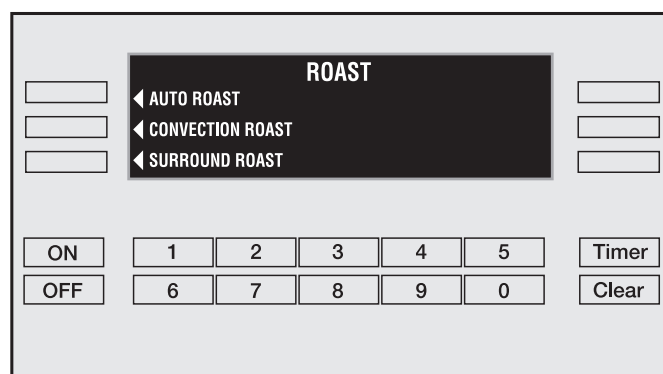 ROAST
AUTO ROAST
CONVECTION ROAST
SURROUND ROAST
ON 1 2 3 4 5 Timer
OFF 6 7 8 9 0 Clear